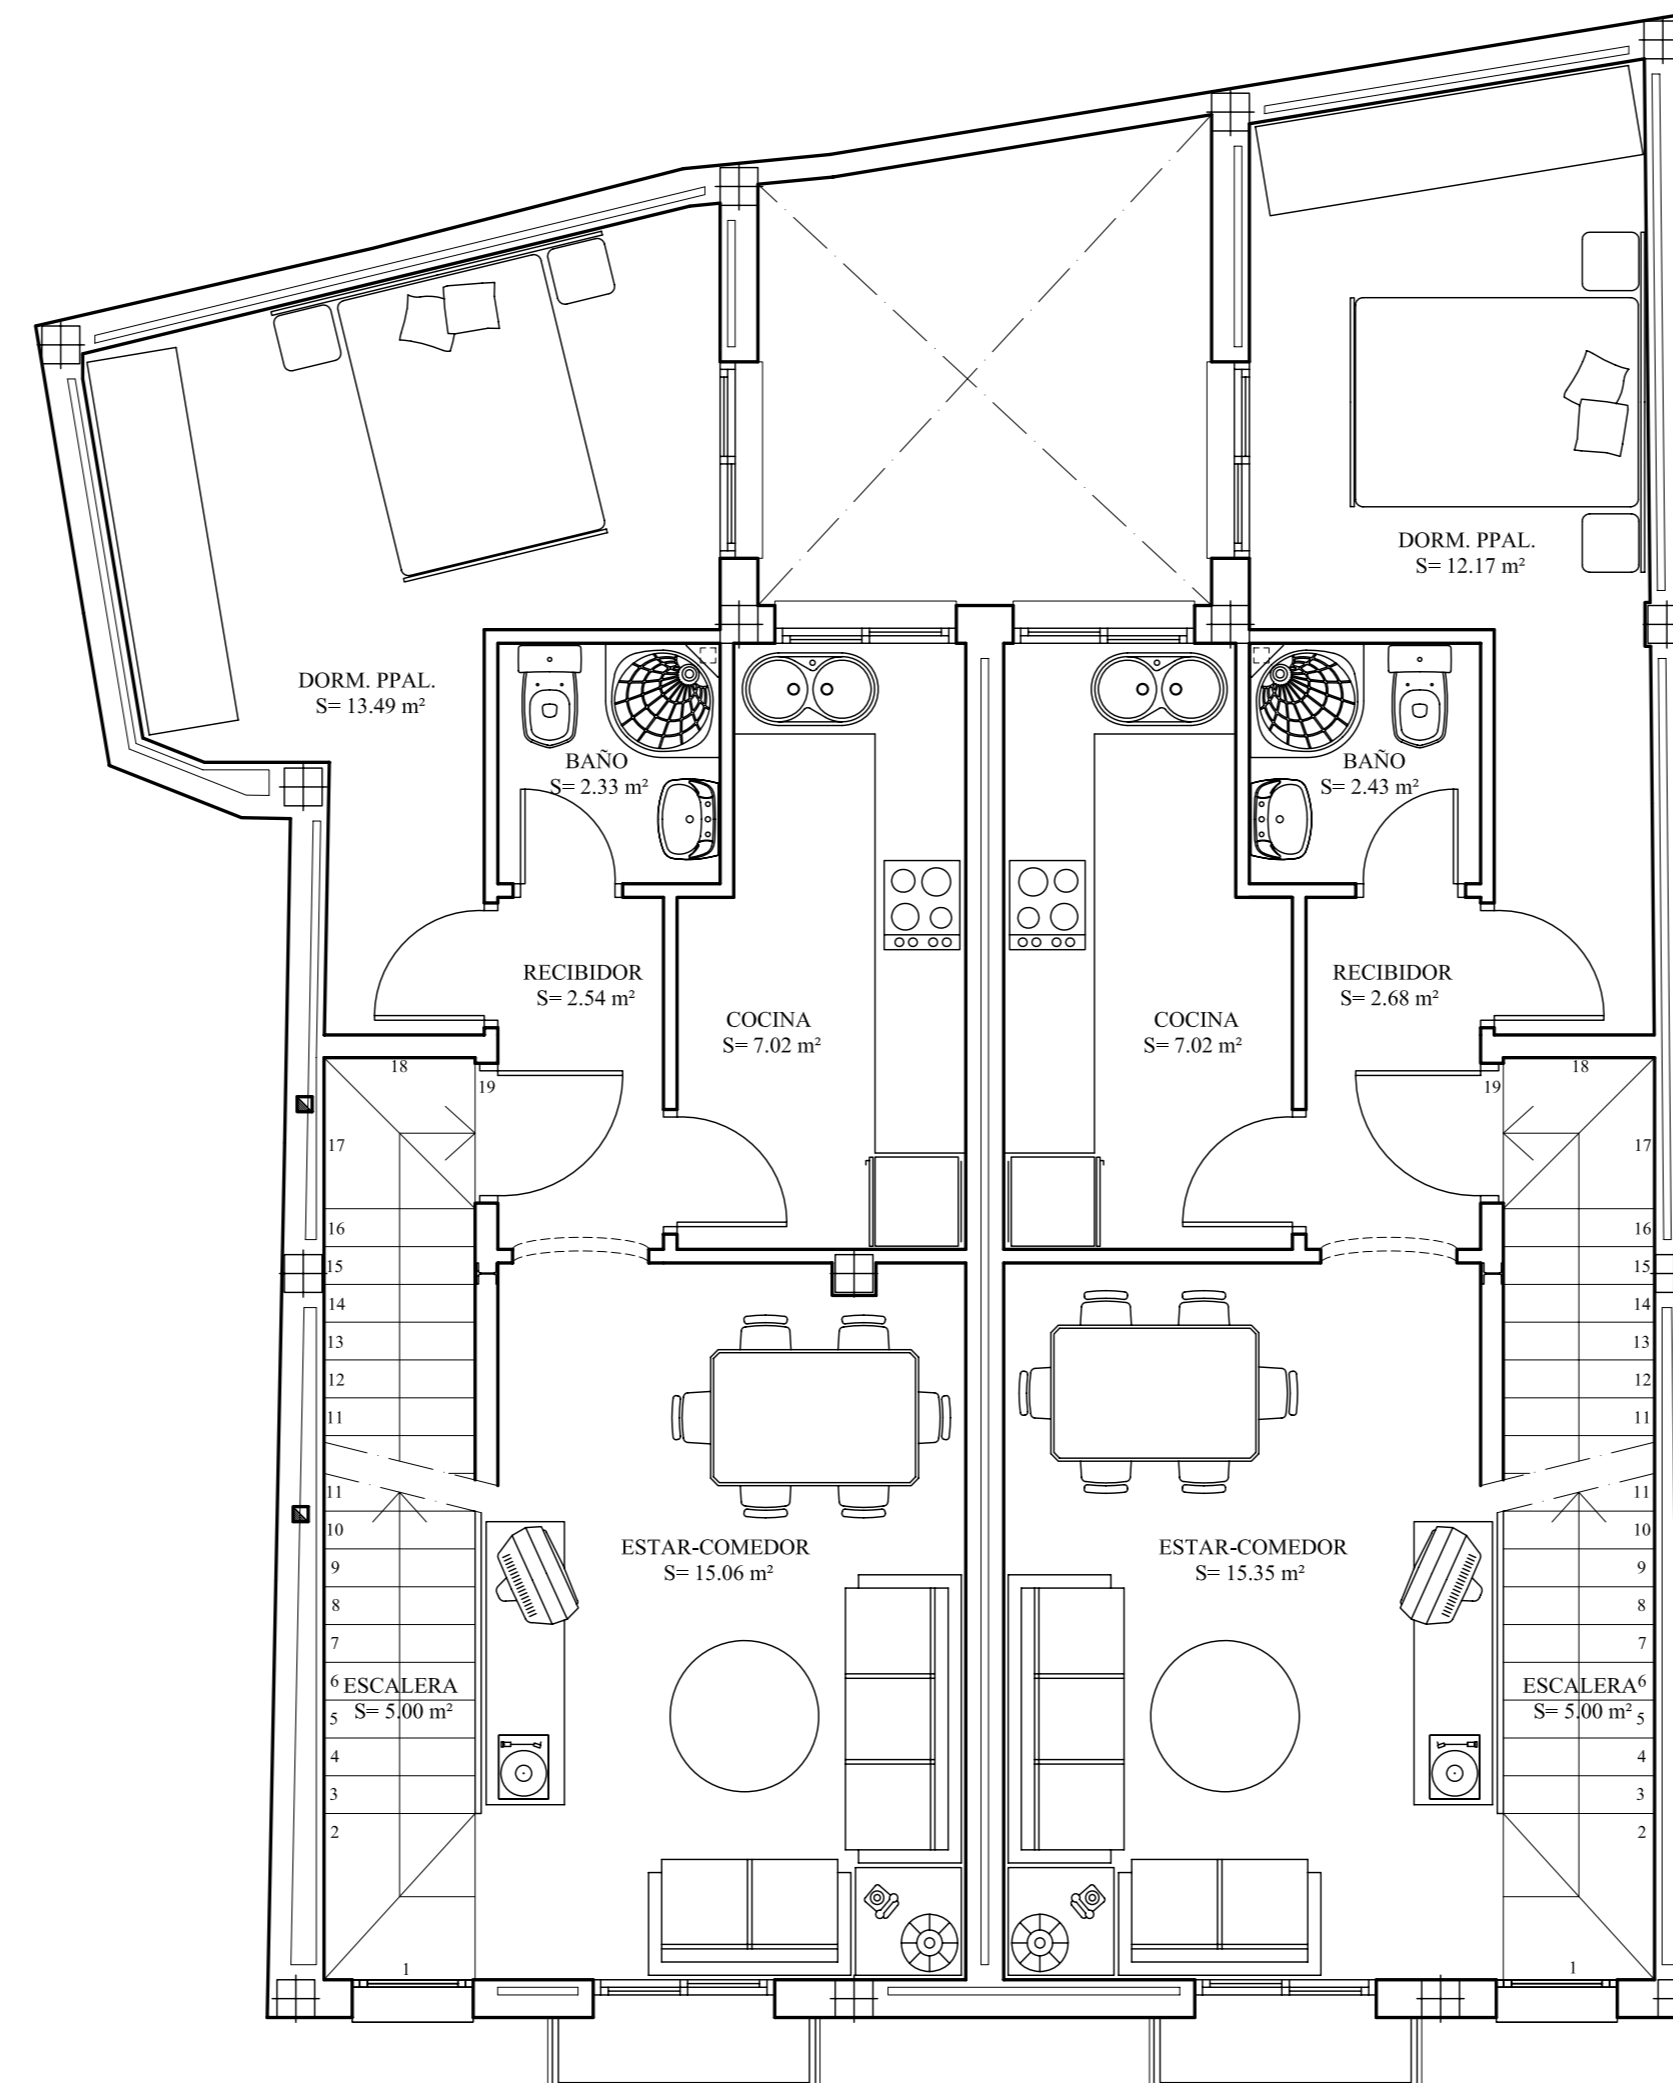 DORM. PPAL.
S= 12.17 m²
DORM. PPAL.
S= 13.49 m²
BAÑO
S= 2.33 m²
BAÑO
S= 2.43 m²
RECIBIDOR
S= 2.54 m²
RECIBIDOR
S= 2.68 m²
COCINA
S= 7.02 m²
COCINA
S= 7.02 m²
18
19
17
16
15
14
13
12
11
11
10
9
8
7
6
5
4
3
2
1
19
18
17
16
15
14
13
12
11
11
10
9
8
7
6
5
4
3
2
1
ESTAR-COMEDOR
S= 15.06 m²
ESTAR-COMEDOR
S= 15.35 m²
ESCALERA
S= 5.00 m²
ESCALERA
S= 5.00 m²